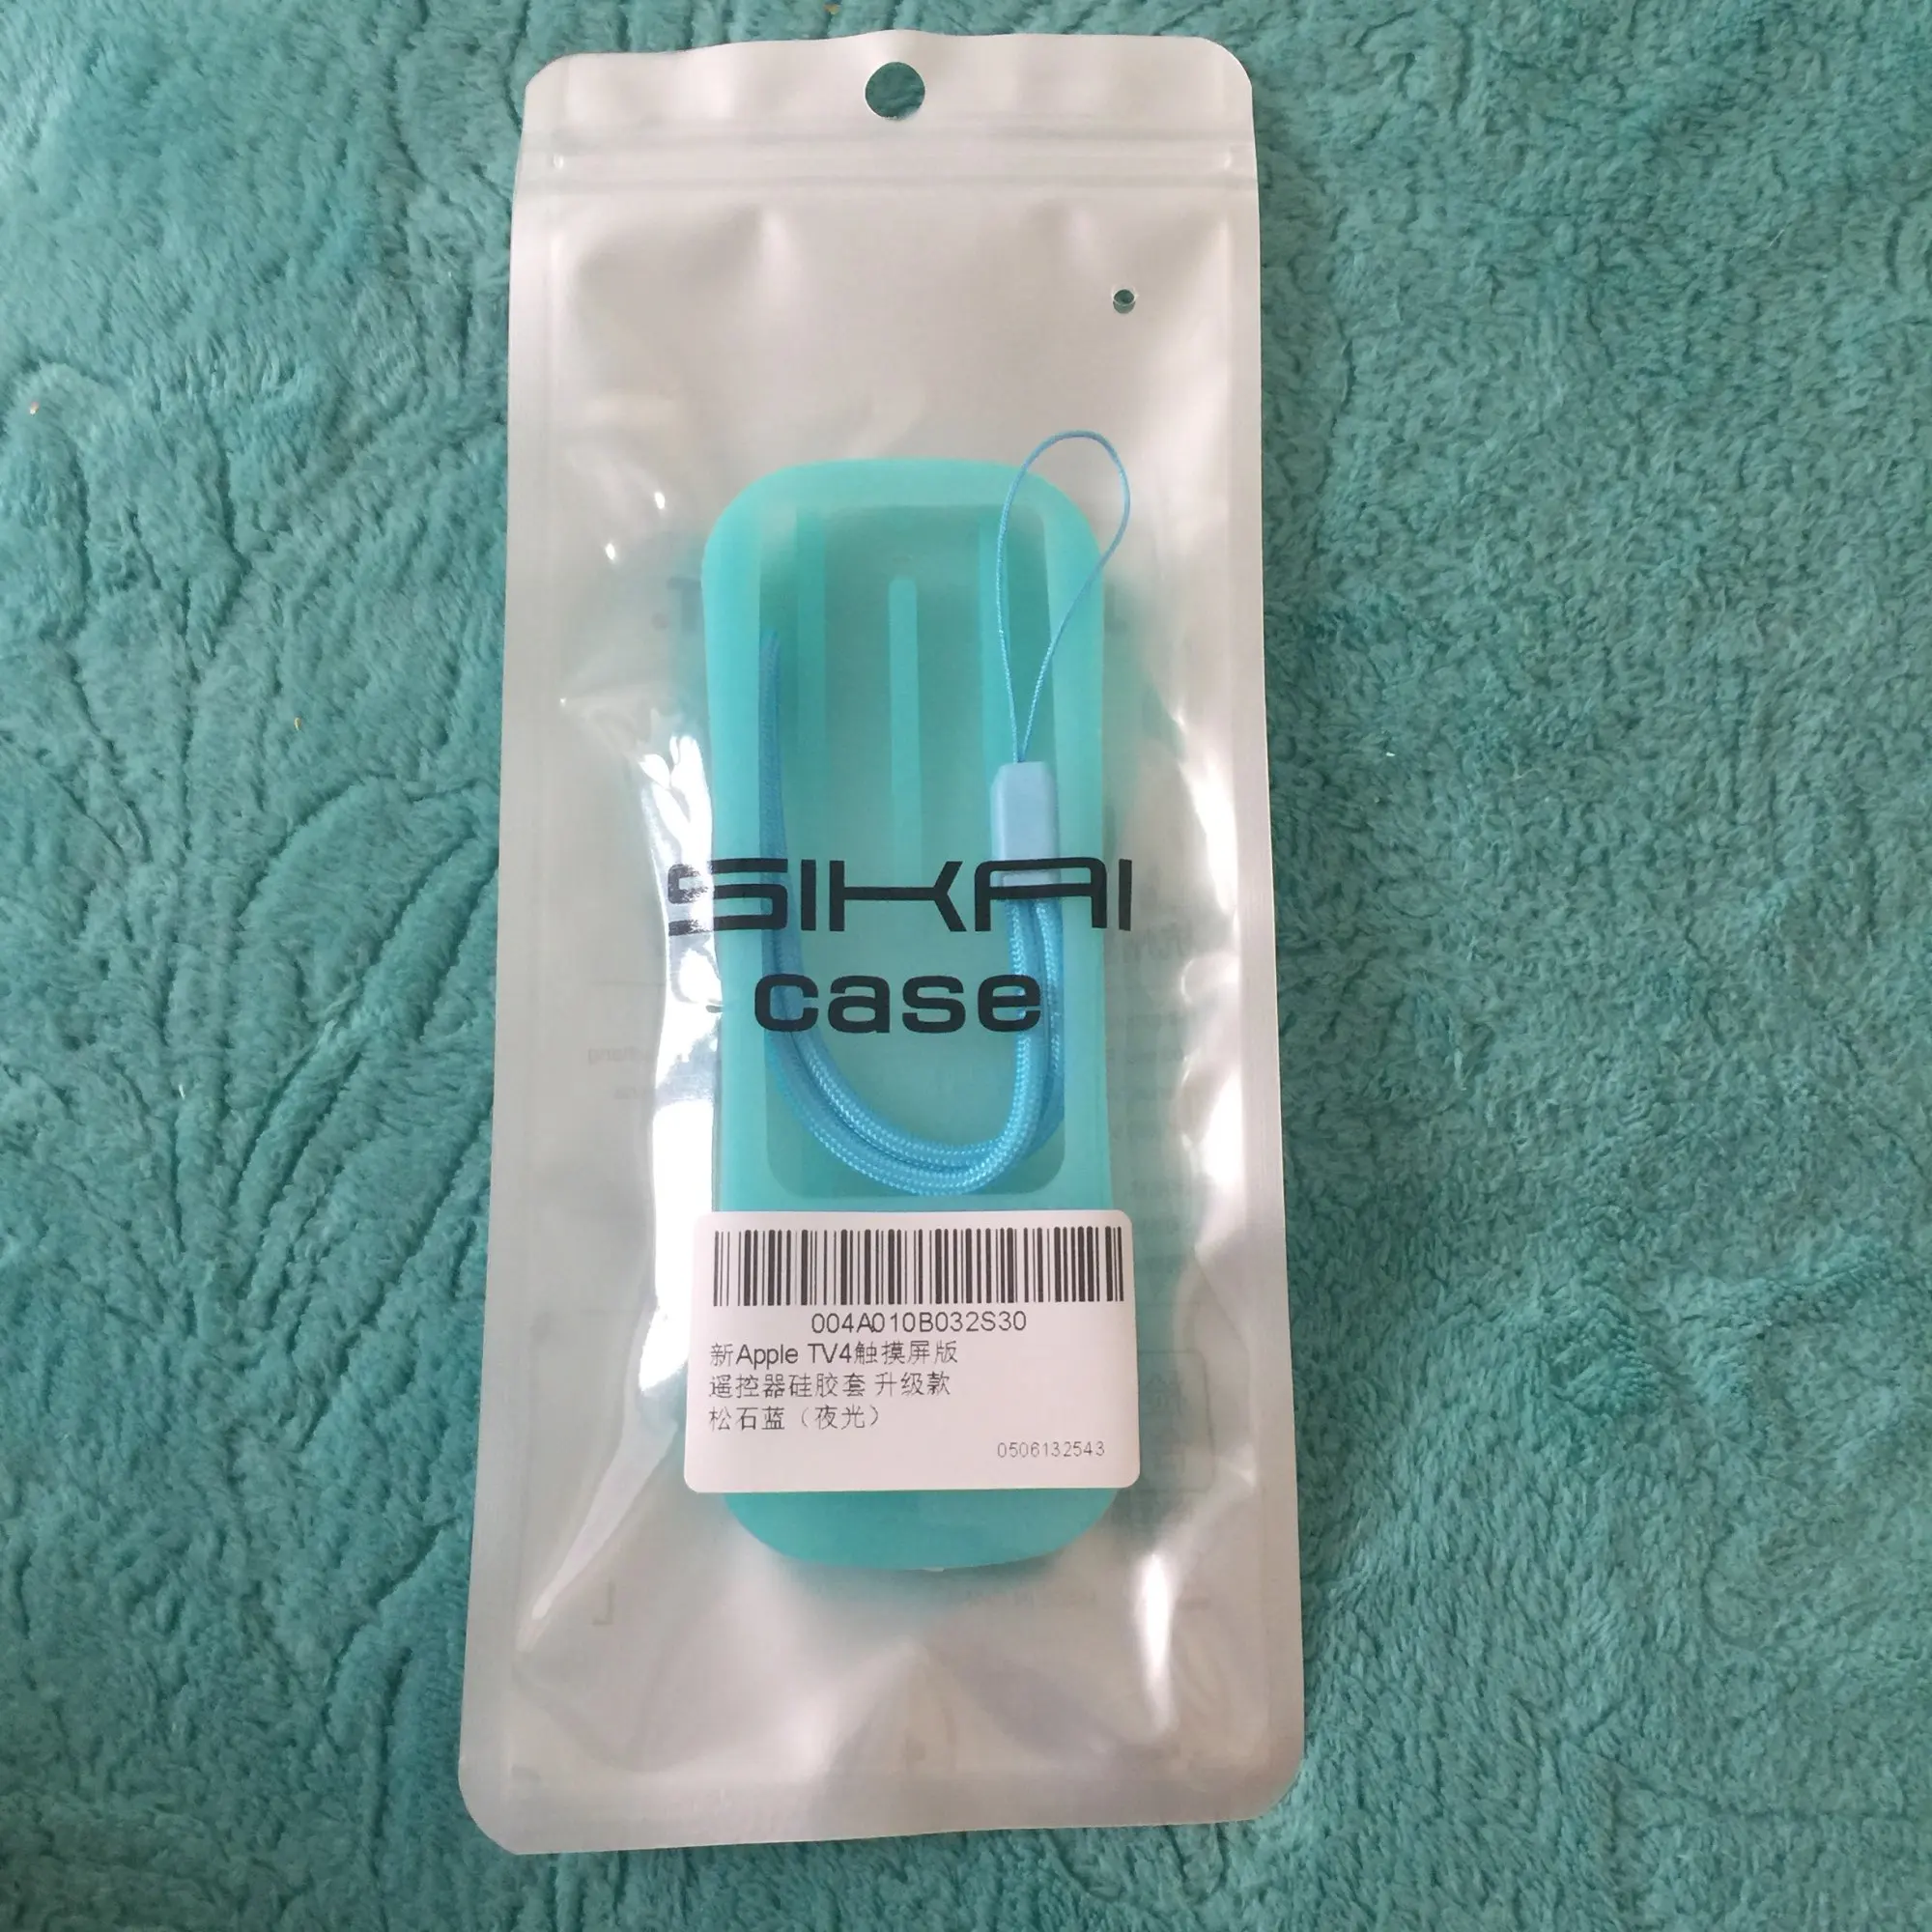 SIKAI
case
004A010B032S30
新Apple TV4触摸屏版
遥控器硅胶套 升级款
松石蓝（夜光）
0506132543